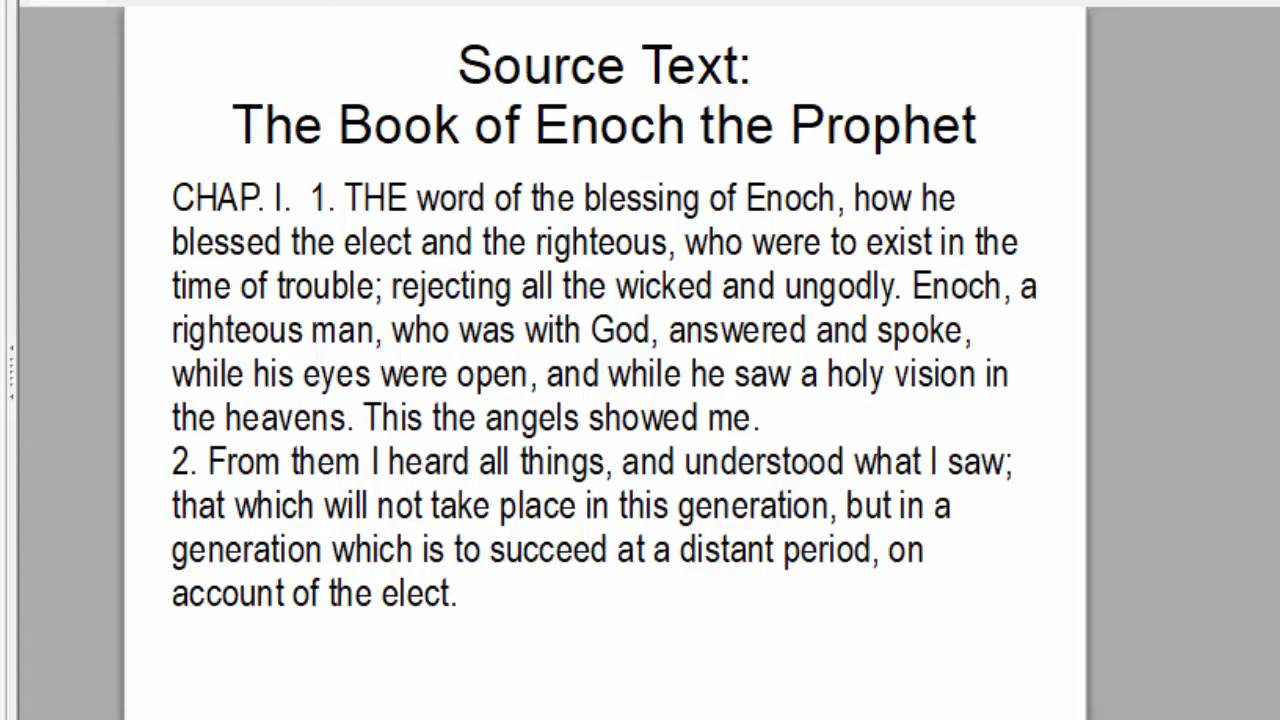 Source Text:
The Book of Enoch the Prophet
CHAP. I.  1. THE word of the blessing of Enoch, how he
blessed the elect and the righteous, who were to exist in the
time of trouble; rejecting all the wicked and ungodly. Enoch, a
righteous man, who was with God, answered and spoke,
while his eyes were open, and while he saw a holy vision in
the heavens. This the angels showed me.
2. From them I heard all things, and understood what I saw;
that which will not take place in this generation, but in a
generation which is to succeed at a distant period, on
account of the elect.